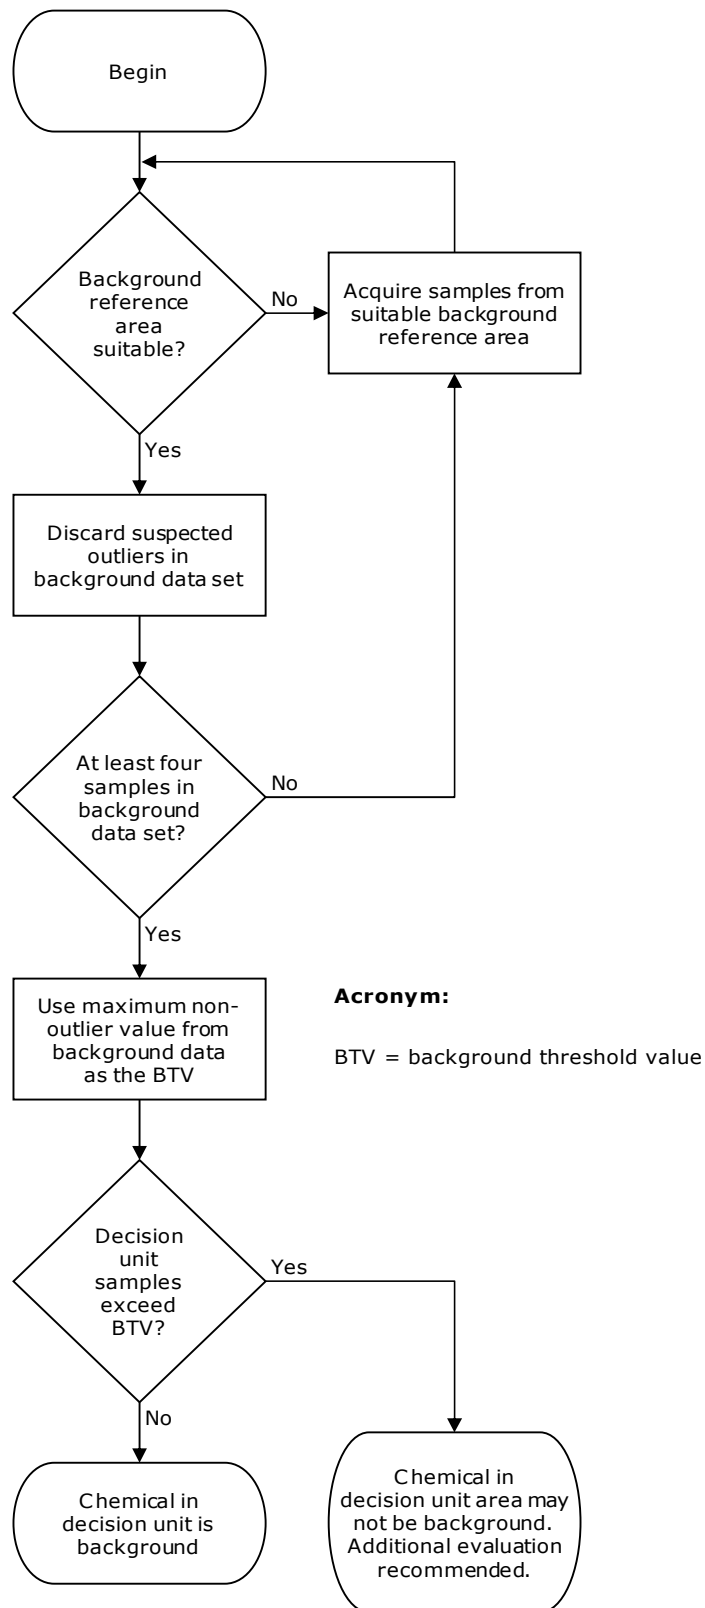 Begin
Background
reference
area
suitable?
No
Acquire samples from
suitable background
reference area
Yes
Discard suspected
outliers in
background data set
At least four
samples in
background
data set?
No
Yes
Use maximum non-
outlier value from
background data
as the BTV
Acronym:
BTV = background threshold value
Decision
unit
samples
exceed
BTV?
Yes
No
Chemical in
decision unit is
background
Chemical in
decision unit area may
not be background.
Additional evaluation
recommended.